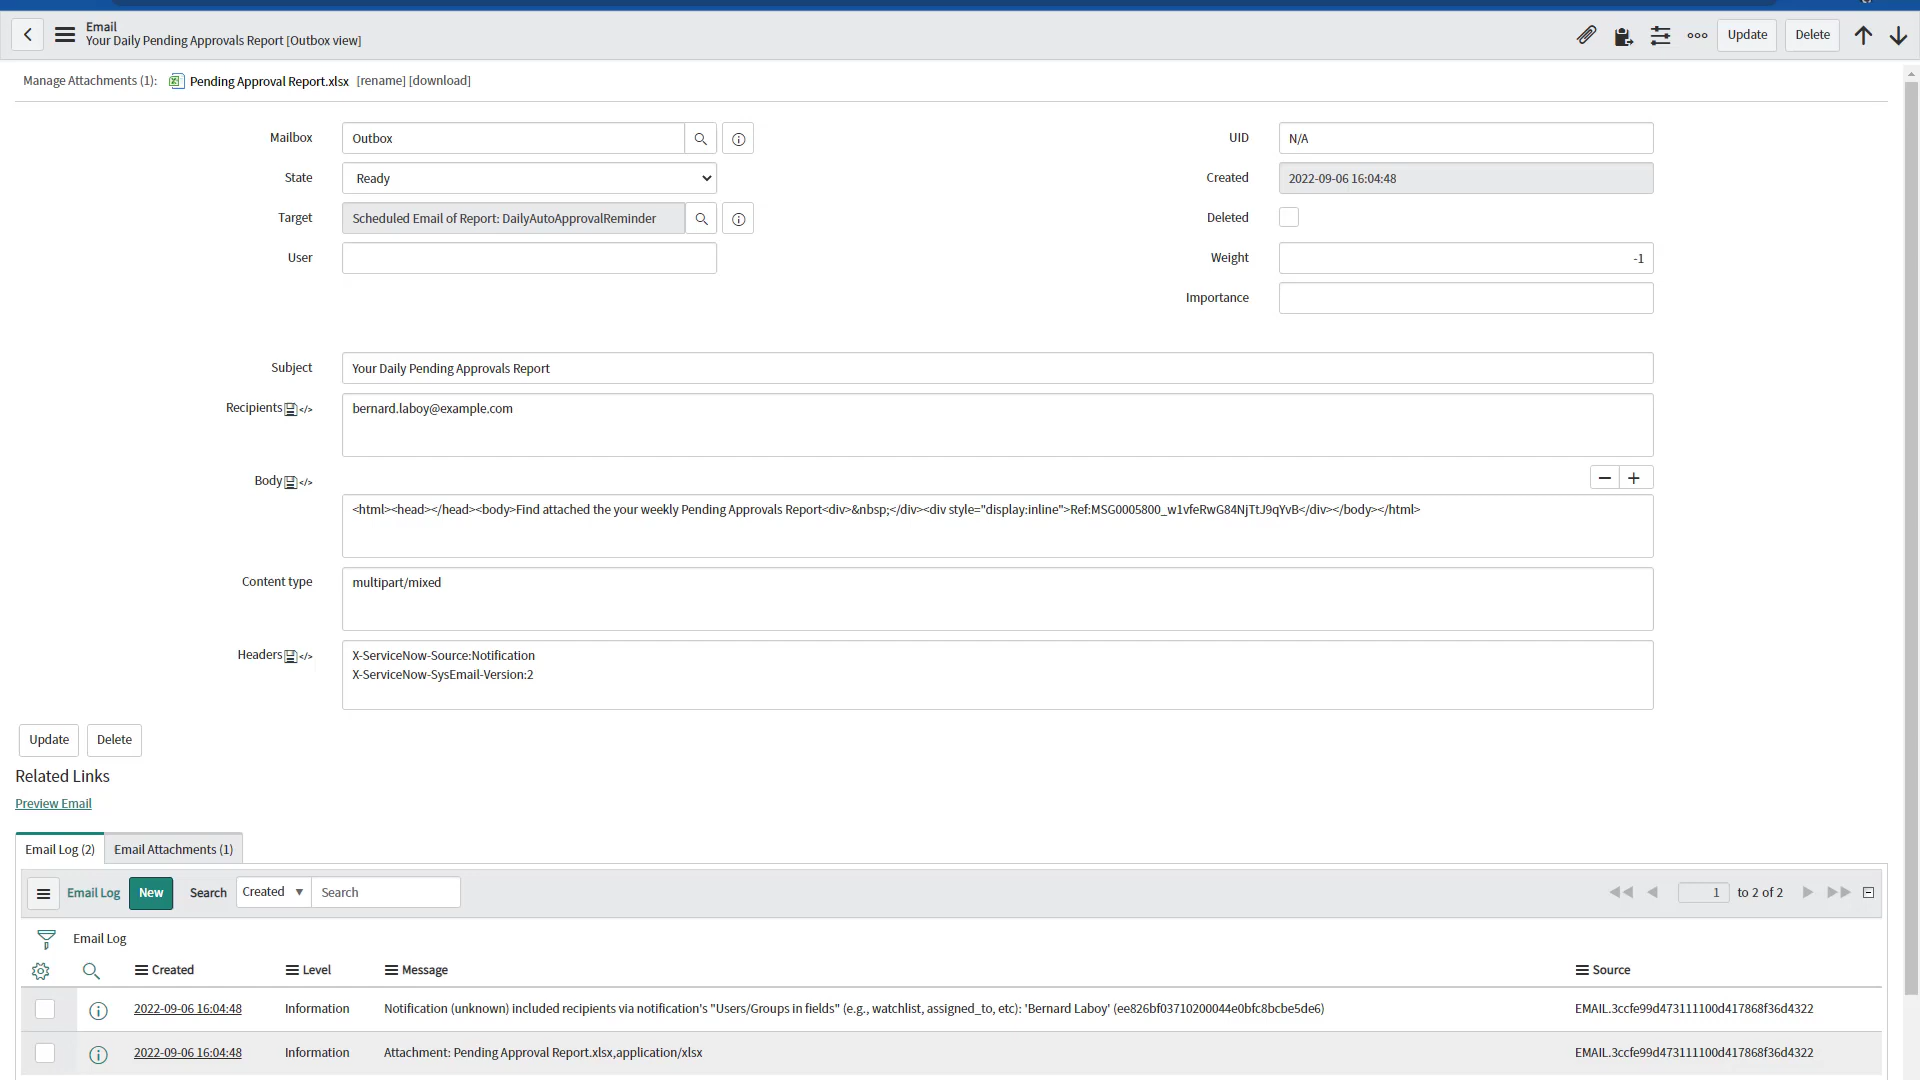 Email
Your Daily Pending Approvals Report [Outbox view]
Update
Delete
Manage Attachments (1):
Pending Approval Report.xlsx [rename] [download]
Mailbox
Outbox
State
Ready
Target
Scheduled Email of Report: DailyAutoApprovalReminder
User
UID
N/A
Created
2022-09-06 16:04:48
Deleted
Weight
-1
Importance
Subject
Your Daily Pending Approvals Report
Recipients
</>
bernard.laboy@example.com
Body
</>
<html><head></head><body>Find attached the your weekly Pending Approvals Report<div>&nbsp;</div><div style="display:inline">Ref:MSG0005800_w1vfeRwG84NjTtJ9qYvB</div></body></html>
Content type
multipart/mixed
Headers
</>
X-ServiceNow-Source:Notification
X-ServiceNow-SysEmail-Version:2
Update
Delete
Related Links
Preview Email
Email Log (2)
Email Attachments (1)
Email Log
New
Search
Created
Search
1
to 2 of 2
Email Log
Created
Level
Message
Source
2022-09-06 16:04:48
Information
Notification (unknown) included recipients via notification's "Users/Groups in fields" (e.g., watchlist, assigned_to, etc): 'Bernard Laboy' (ee826bf03710200044e0bfc8bcbe5de6)
EMAIL.3ccfe99d473111100d417868f36d4322
2022-09-06 16:04:48
Information
Attachment: Pending Approval Report.xlsx,application/xlsx
EMAIL.3ccfe99d473111100d417868f36d4322